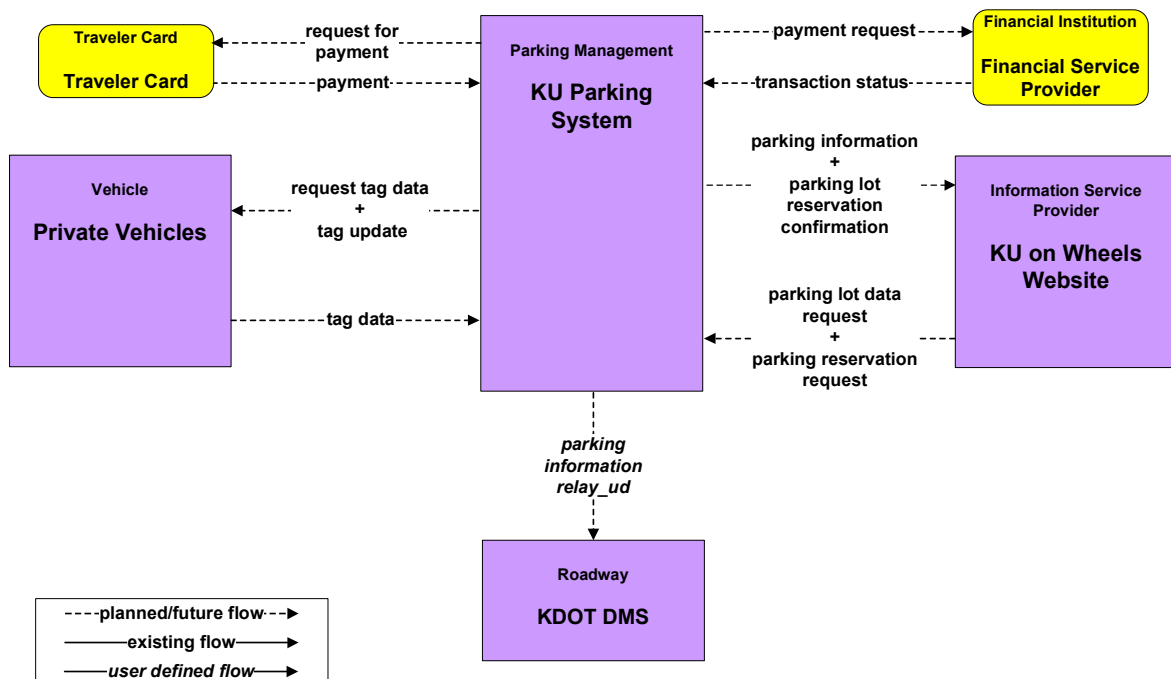 Traveler Card
Traveler Card
request for
payment
payment
Parking Management
KU Parking
System
payment request
transaction status
Financial Institution
Financial Service
Provider
Vehicle
Private Vehicles
request tag data
+
tag update
tag data
parking information
+
parking lot
reservation
confirmation
parking lot data
request
+
parking reservation
request
Information Service
Provider
KU on Wheels
Website
parking
information
relay_ud
Roadway
KDOT DMS
planned/future flow
existing flow
user defined flow